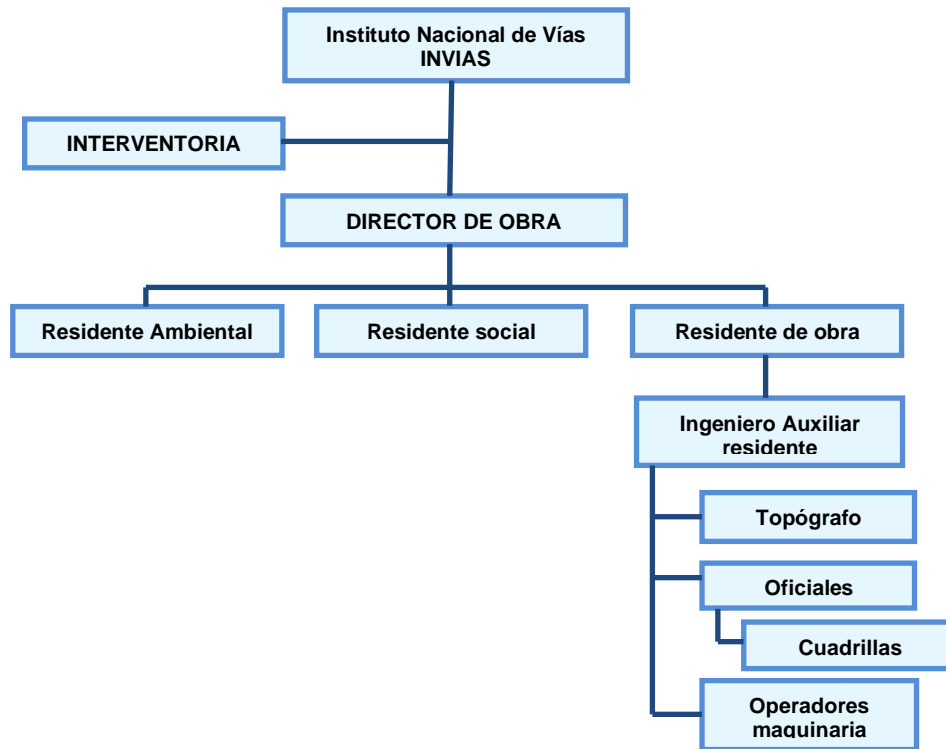 Instituto Nacional de Vías
INVIAS
INTERVENTORIA
DIRECTOR DE OBRA
Residente Ambiental
Residente social
Residente de obra
Ingeniero Auxiliar
residente
Topógrafo
Oficiales
Cuadrillas
Operadores
maquinaria